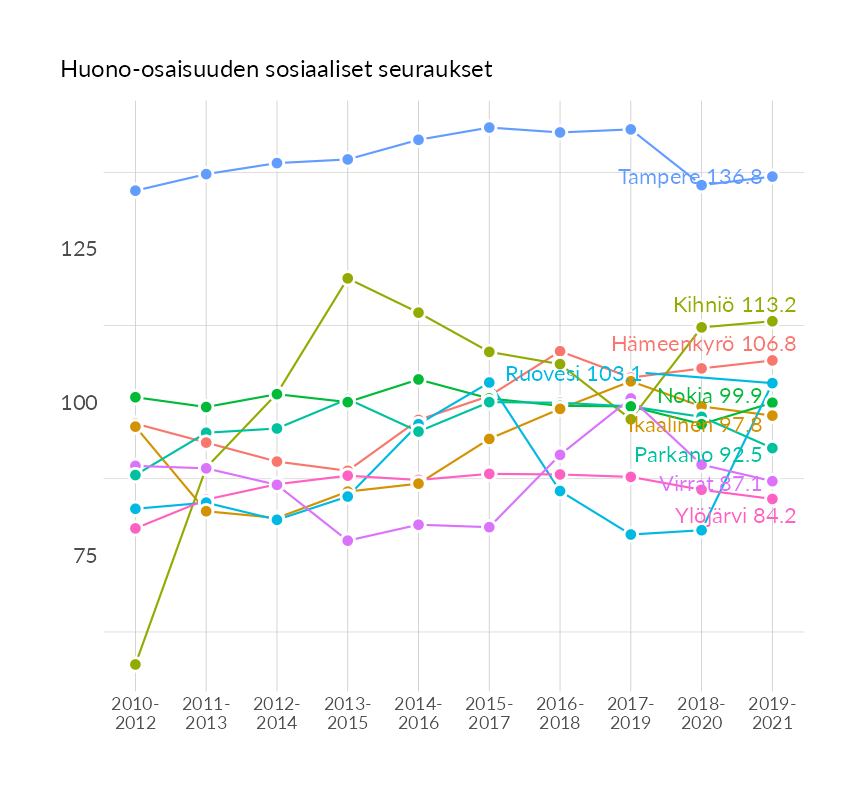 Huono-osaisuuden sosiaaliset seuraukset
Tampere 136.8
125
Kihniö 113.2
Hämeenkyrö 106.8
Ruovesi 103.1
Nokia 99.9
100
Ikaalinen 97.8
Parkano 92.5
Virrat 87.1
Ylöjärvi 84.2
75
2010-
2012
2011-
2013
2012-
2014
2013-
2015
2014-
2016
2015-
2017
2016-
2018
2017-
2019
2018-
2020
2019-
2021